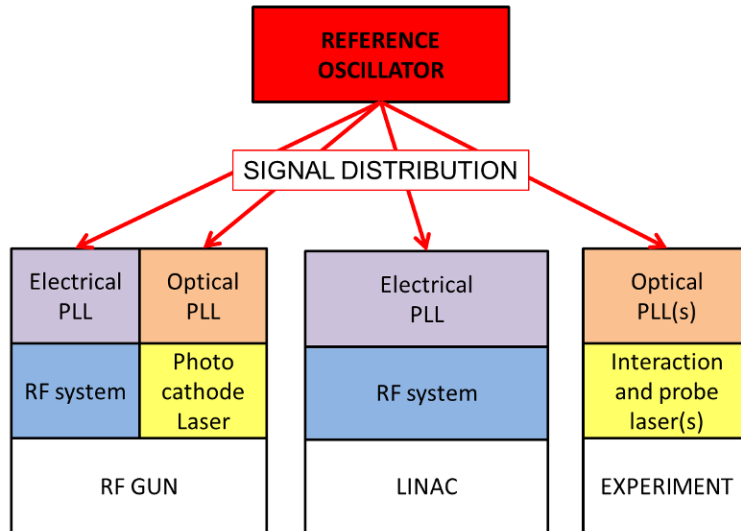 REFERENCE
OSCILLATOR
SIGNAL DISTRIBUTION
Electrical
PLL
Optical
PLL
RF system
Photo
cathode
Laser
RF GUN
Electrical
PLL
RF system
LINAC
Optical
PLL(s)
Interaction
and probe
laser(s)
EXPERIMENT